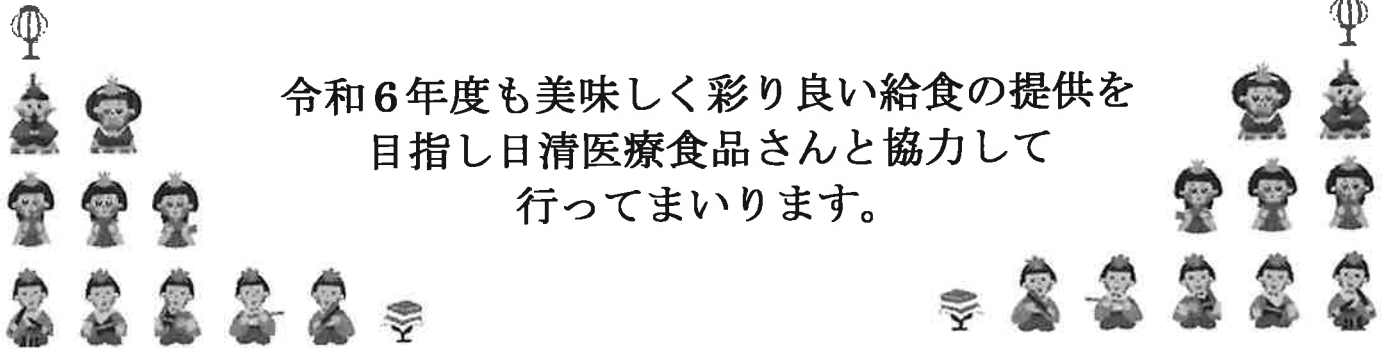 令和6年度も美味しく彩り良い給食の提供を
目指し日清医療食品さんと協力して
行ってまいります。